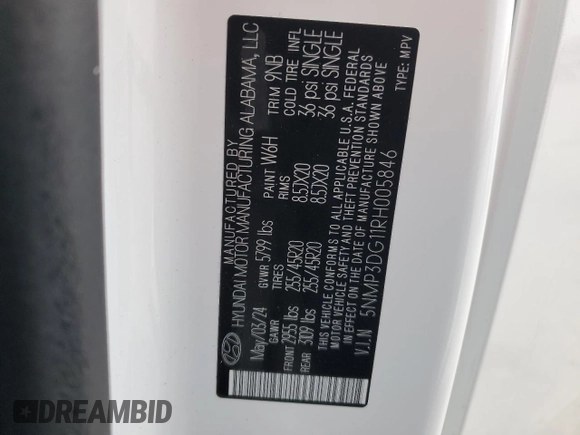 MANUFACTURED BY
HYUNDAI MOTOR MANUFACTURING ALABAMA, LLC
May/03/24 GVWR 5799 lbs PAINT W6H TRIM 9NB
GAWR TIRES RIMS COLD TIRE INFL
FRONT 2955 lbs 255/45R20 8.5JX20 36 psi SINGLE
REAR 3109 lbs 255/45R20 8.5JX20 36 psi SINGLE
THIS VEHICLE CONFORMS TO ALL APPLICABLE U.S.A. FEDERAL
MOTOR VEHICLE SAFETY AND THEFT PREVENTION STANDARDS
IN EFFECT ON THE DATE OF MANUFACTURE SHOWN ABOVE
V.I.N 5NMP3DG11RH005846 TYPE: MPV
DREAMBID